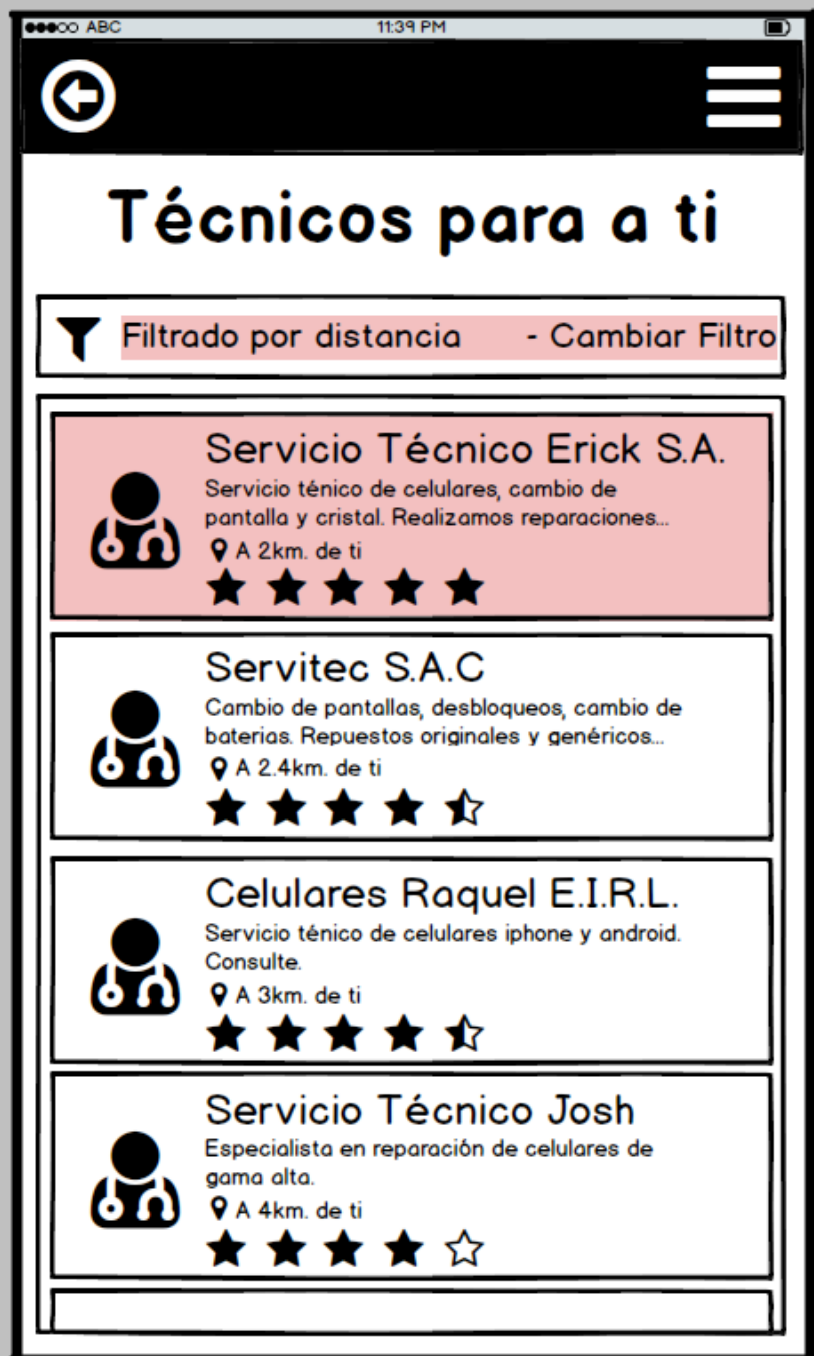 ABC 11:39 PM
Técnicos para a ti
Filtrado por distancia - Cambiar Filtro
Servicio Técnico Erick S.A.
Servicio ténico de celulares, cambio de
pantalla y cristal. Realizamos reparaciones...
A 2km. de ti
Servitec S.A.C
Cambio de pantallas, desbloqueos, cambio de
baterias. Repuestos originales y genéricos...
A 2.4km. de ti
Celulares Raquel E.I.R.L.
Servicio ténico de celulares iphone y android.
Consulte.
A 3km. de ti
Servicio Técnico Josh
Especialista en reparación de celulares de
gama alta.
A 4km. de ti